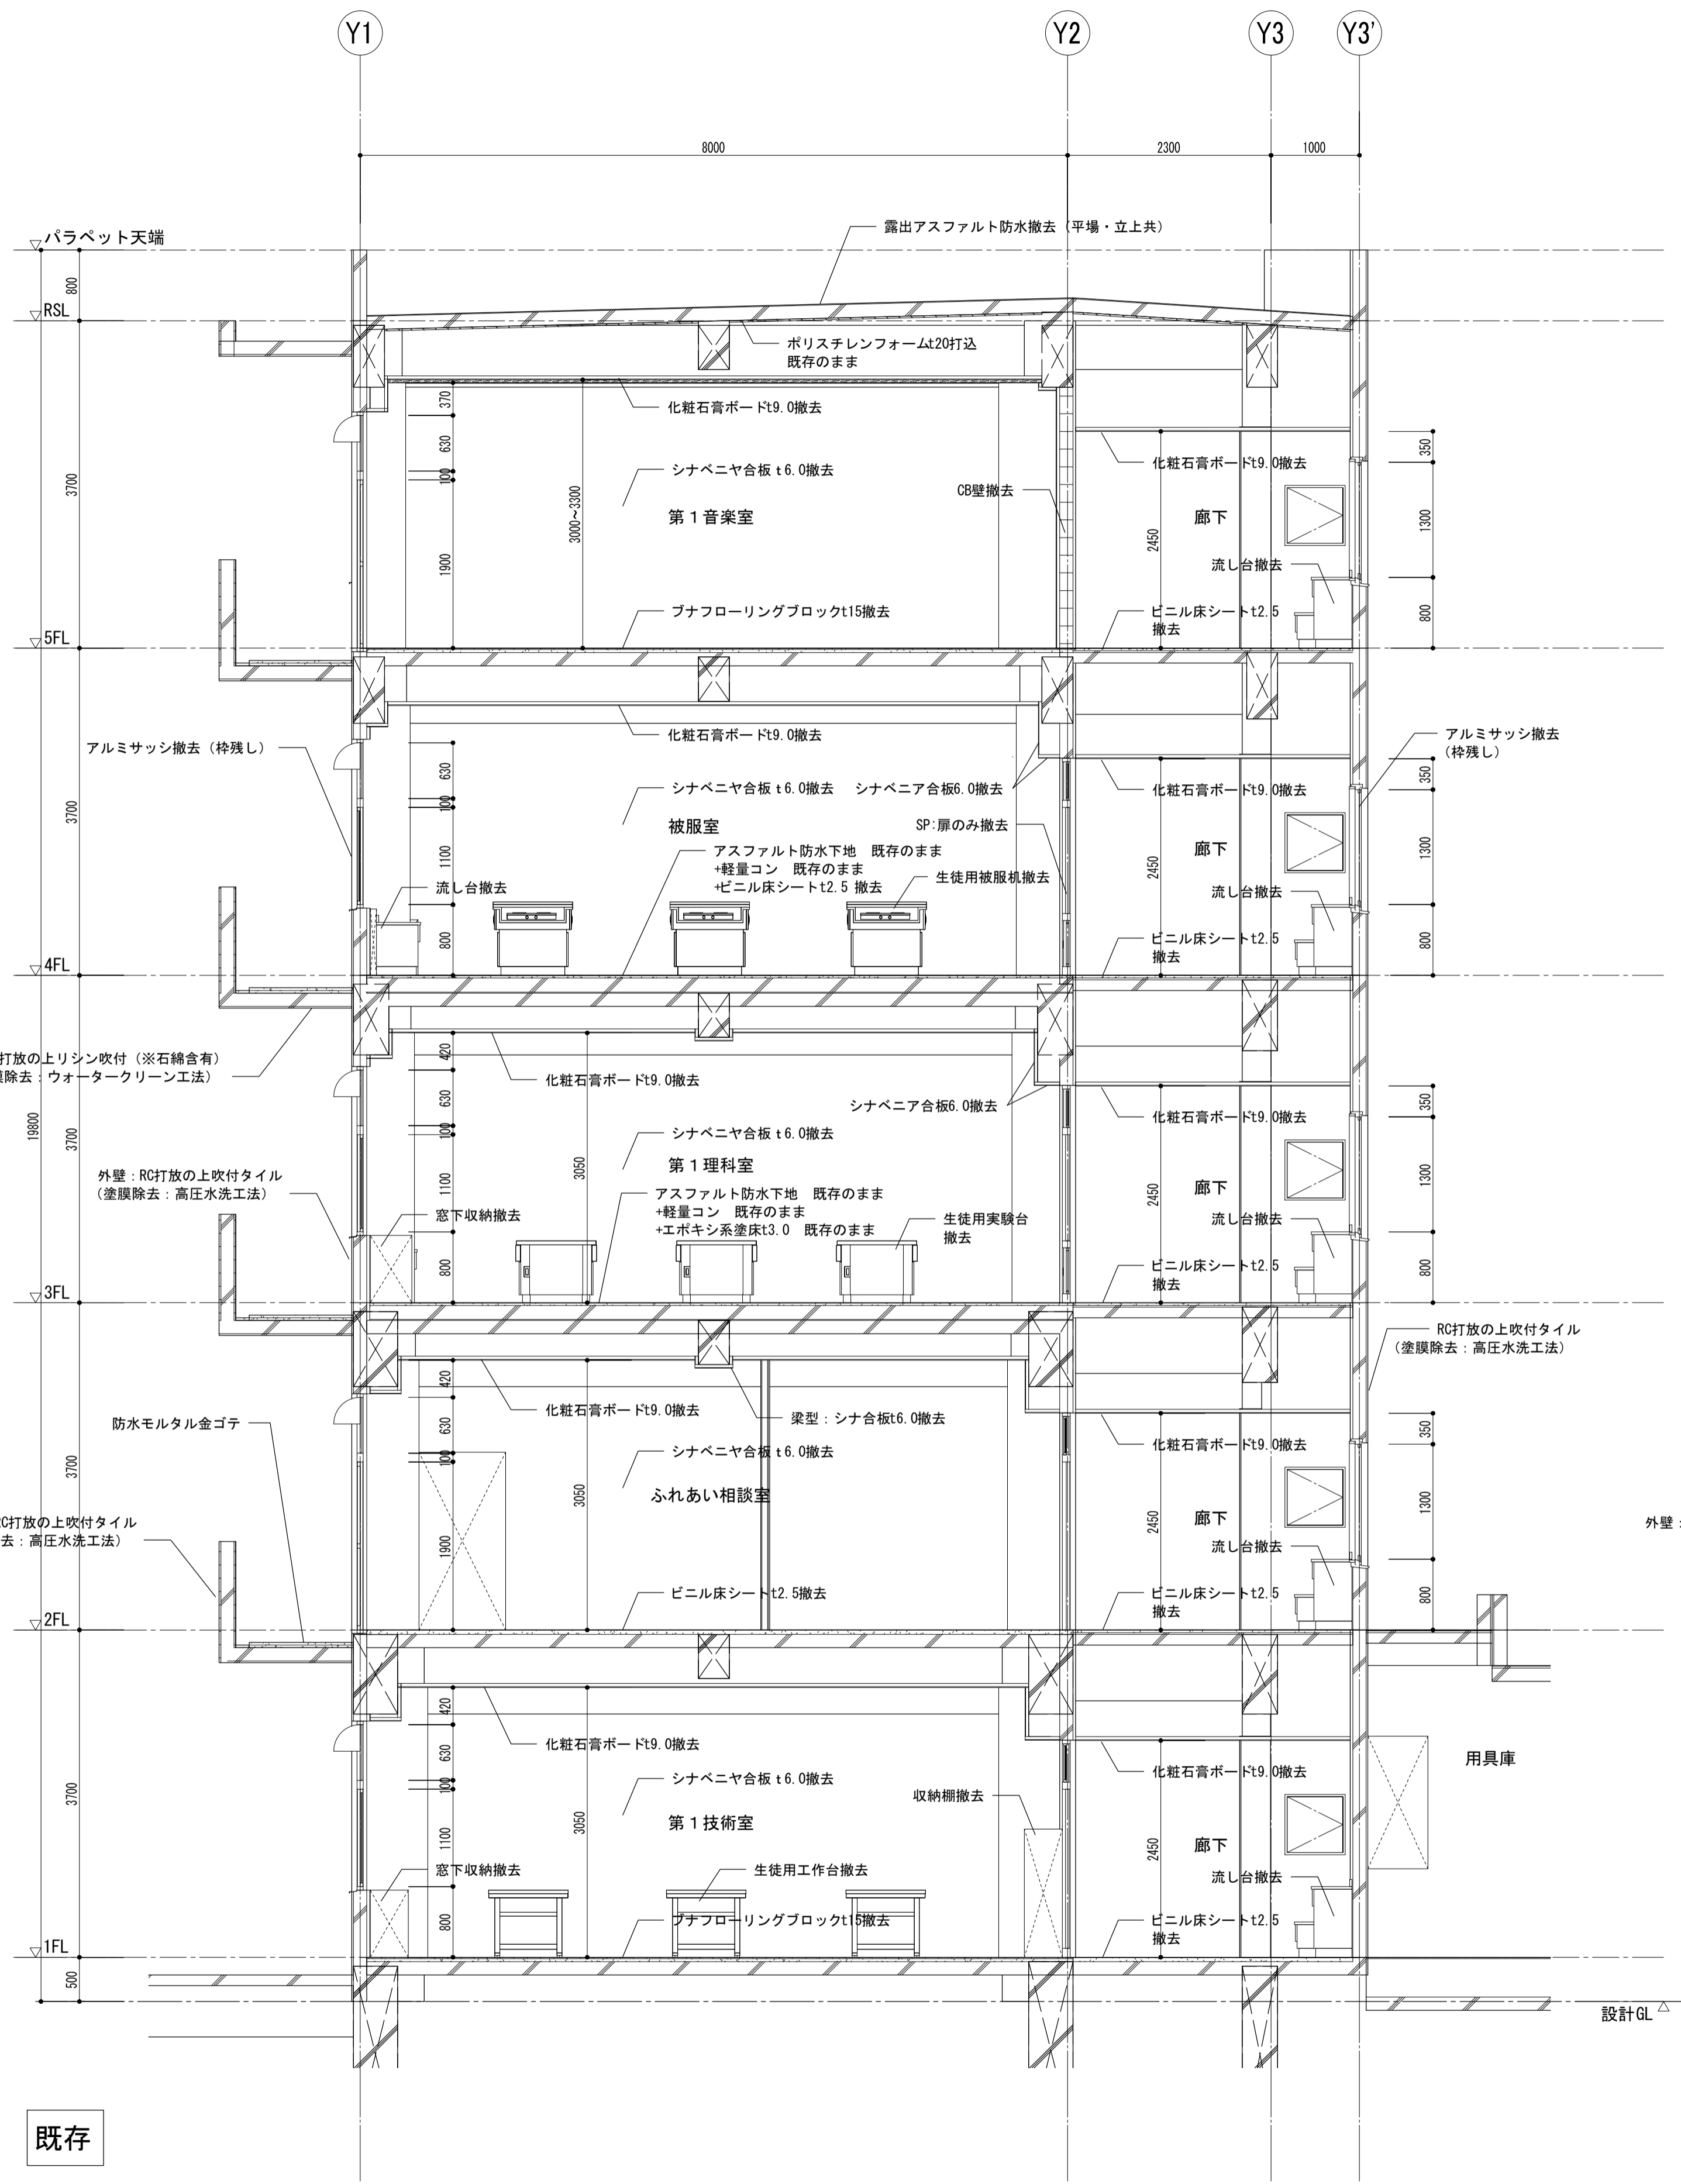 Y1
Y2
Y3
Y3'
8000
2300
1000
露出アスファルト防水撤去（平場・立上共）
パラペット天端
800
RSL
ポリスチレンフォームt20打込
既存のまま
370
化粧石膏ボードt9.0撤去
630
100
シナベニヤ合板ｔ6.0撤去
CB壁撤去
化粧石膏ボードt9.0撤去
350
3700
3000~3300
第１音楽室
廊下
2450
1300
1900
流し台撤去
ブナフローリングブロックt15撤去
ビニル床シートt2.5
撤去
800
5FL
化粧石膏ボードt9.0撤去
アルミサッシ撤去（枠残し）
アルミサッシ撤去
（枠残し）
630
100
シナベニヤ合板ｔ6.0撤去
シナベニア合板6.0撤去
化粧石膏ボードt9.0撤去
350
3700
被服室
SP:扉のみ撤去
廊下
2450
1300
1100
アスファルト防水下地　既存のまま
+軽量コン　既存のまま
+ビニル床シートt2.5 撤去
流し台撤去
生徒用被服机撤去
流し台撤去
800
ビニル床シートt2.5
撤去
800
4FL
打放の上リシン吹付（※石綿含有）
膜除去：ウォータークリーン工法）
19800
420
化粧石膏ボードt9.0撤去
630
100
シナベニア合板6.0撤去
化粧石膏ボードt9.0撤去
350
シナベニヤ合板ｔ6.0撤去
3700
3050
第１理科室
廊下
2450
1300
1100
外壁：RC打放の上吹付タイル
（塗膜除去：高圧水洗工法）
アスファルト防水下地　既存のまま
+軽量コン　既存のまま
+エポキシ系塗床t3.0　既存のまま
窓下収納撤去
生徒用実験台
撤去
流し台撤去
800
ビニル床シートt2.5
撤去
800
3FL
RC打放の上吹付タイル
（塗膜除去：高圧水洗工法）
420
化粧石膏ボードt9.0撤去
梁型：シナ合板t6.0撤去
防水モルタル金ゴテ
630
100
シナベニヤ合板ｔ6.0撤去
化粧石膏ボードt9.0撤去
350
3700
3050
ふれあい相談室
廊下
2450
1300
1900
RC打放の上吹付タイル
去：高圧水洗工法）
外壁：
流し台撤去
ビニル床シートt2.5撤去
ビニル床シートt2.5
撤去
800
2FL
420
化粧石膏ボードt9.0撤去
630
100
シナベニヤ合板ｔ6.0撤去
化粧石膏ボードt9.0撤去
用具庫
収納棚撤去
3700
3050
第１技術室
廊下
2450
1100
窓下収納撤去
生徒用工作台撤去
流し台撤去
800
ブナフローリングブロックt15撤去
ビニル床シートt2.5
撤去
1FL
500
設計GL
既存